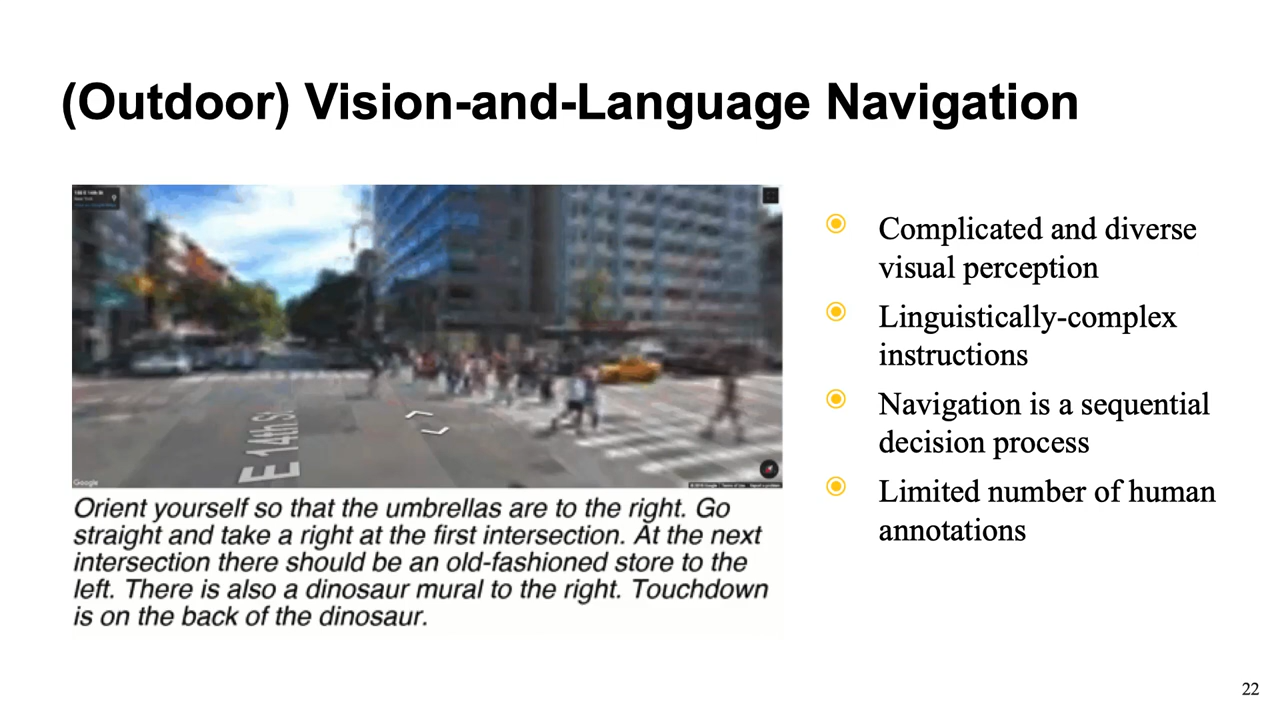 (Outdoor) Vision-and-Language Navigation
New York
Google
E 14th St
Complicated and diverse
visual perception
Linguistically-complex
instructions
Navigation is a sequential
decision process
Limited number of human
annotations
Orient yourself so that the umbrellas are to the right. Go
straight and take a right at the first intersection. At the next
intersection there should be an old-fashioned store to the
left. There is also a dinosaur mural to the right. Touchdown
is on the back of the dinosaur.
22